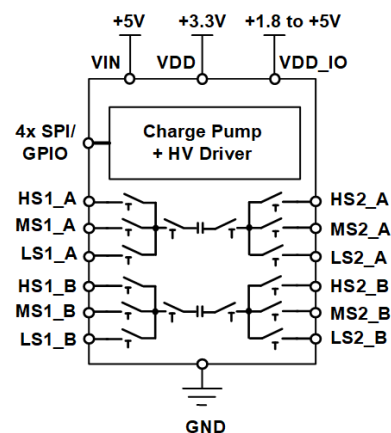 +5V +3.3V +1.8 to +5V
VIN VDD VDD_IO
4x SPI/
GPIO
Charge Pump
+ HV Driver
HS1_A HS2_A
MS1_A MS2_A
LS1_A LS2_A
HS1_B HS2_B
MS1_B MS2_B
LS1_B LS2_B
GND